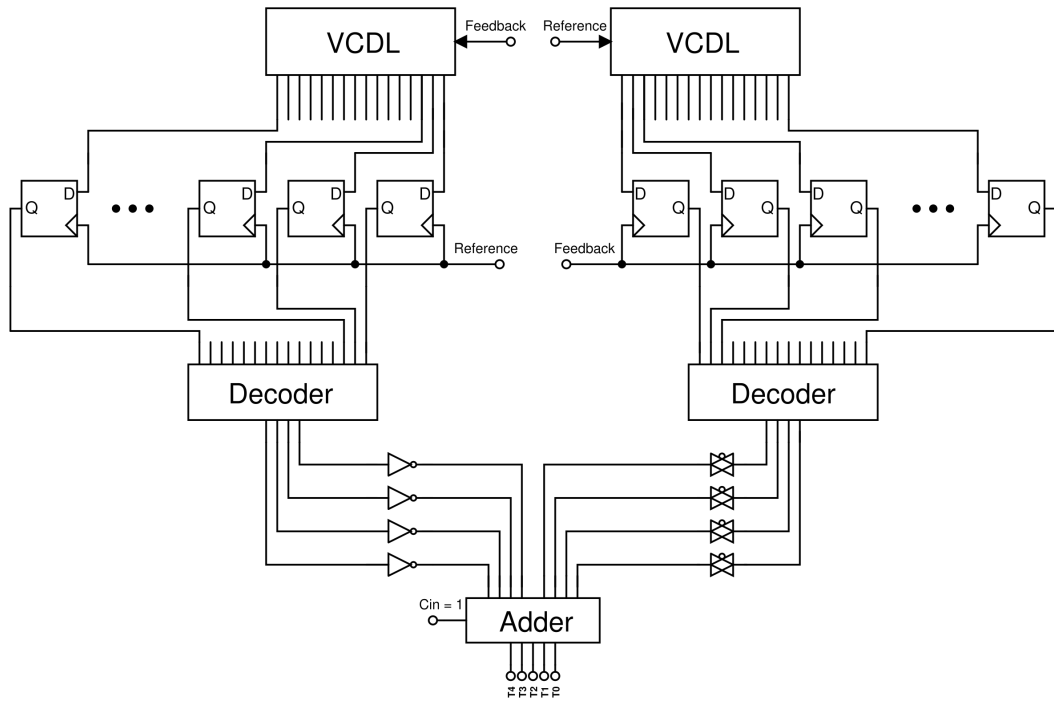 VCDL
Feedback
Reference
VCDL
Q
D
Q
D
Q
D
Q
D
D
Q
D
Q
D
Q
D
Q
Reference
Feedback
Decoder
Decoder
Cin = 1
Adder
T4
T3
T2
T1
T0